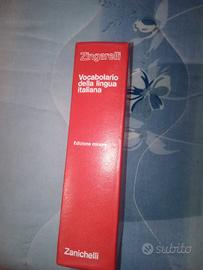 Zingarelli
Vocabolario
della lingua
italiana
Edizione minore
Zanichelli
subito